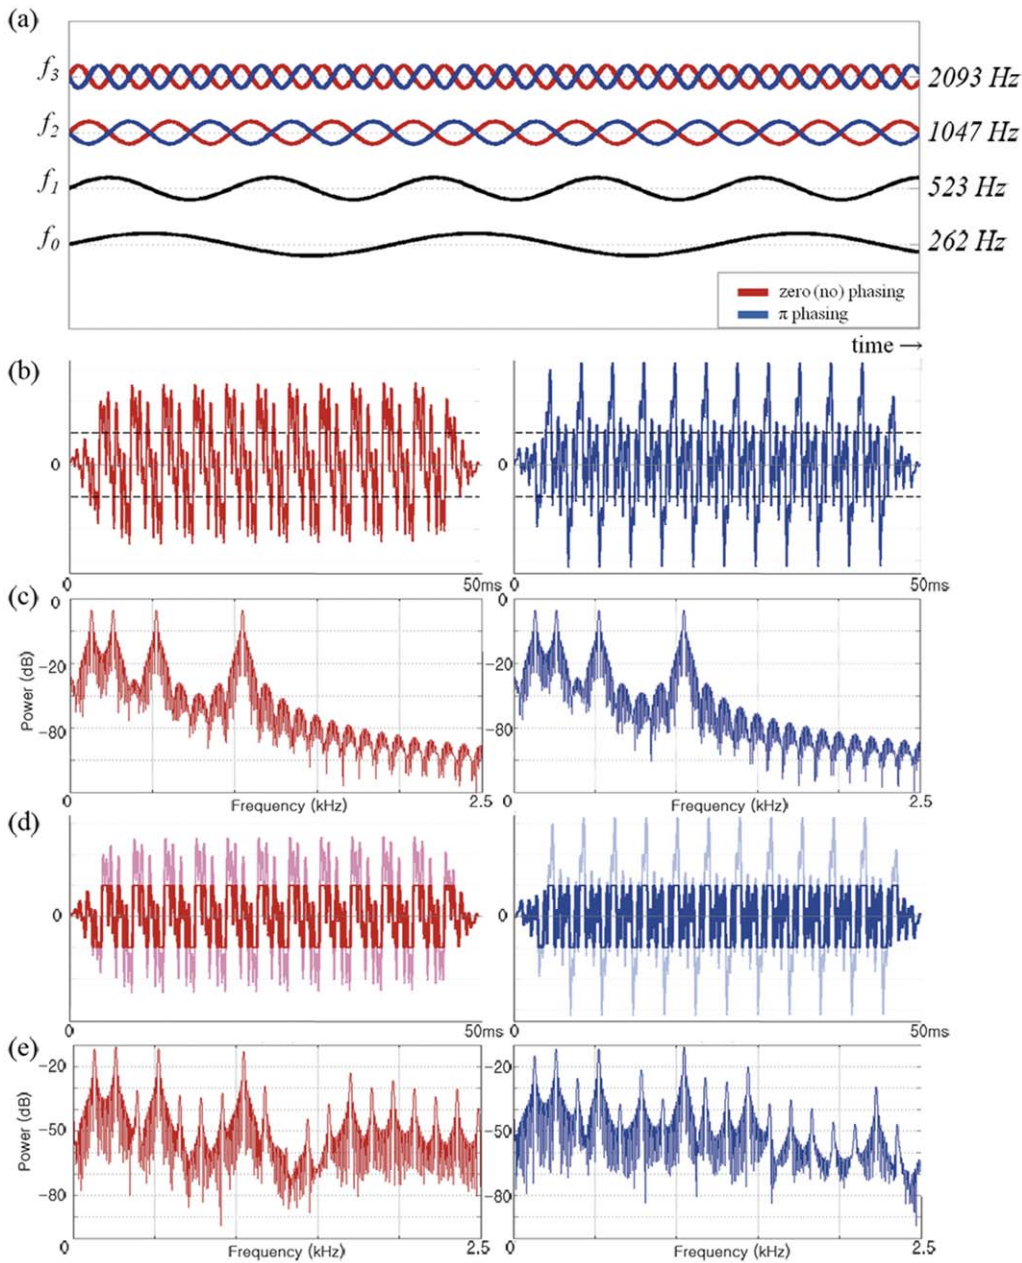 (a)
f3 2093 Hz
f2 1047 Hz
f1 523 Hz
f0 262 Hz
zero (no) phasing
π phasing
time →
(b)
0
0 50ms 0 50ms
(c)
0 0
Power (dB)
−20 −20
−80 −80
0 Frequency (kHz) 2.5 0 Frequency (kHz) 2.5
(d)
0 0
0 50ms 0 50ms
(e)
Power (dB)
−20 −20
−50 −50
−80 −80
0 Frequency (kHz) 2.5 0 Frequency (kHz) 2.5